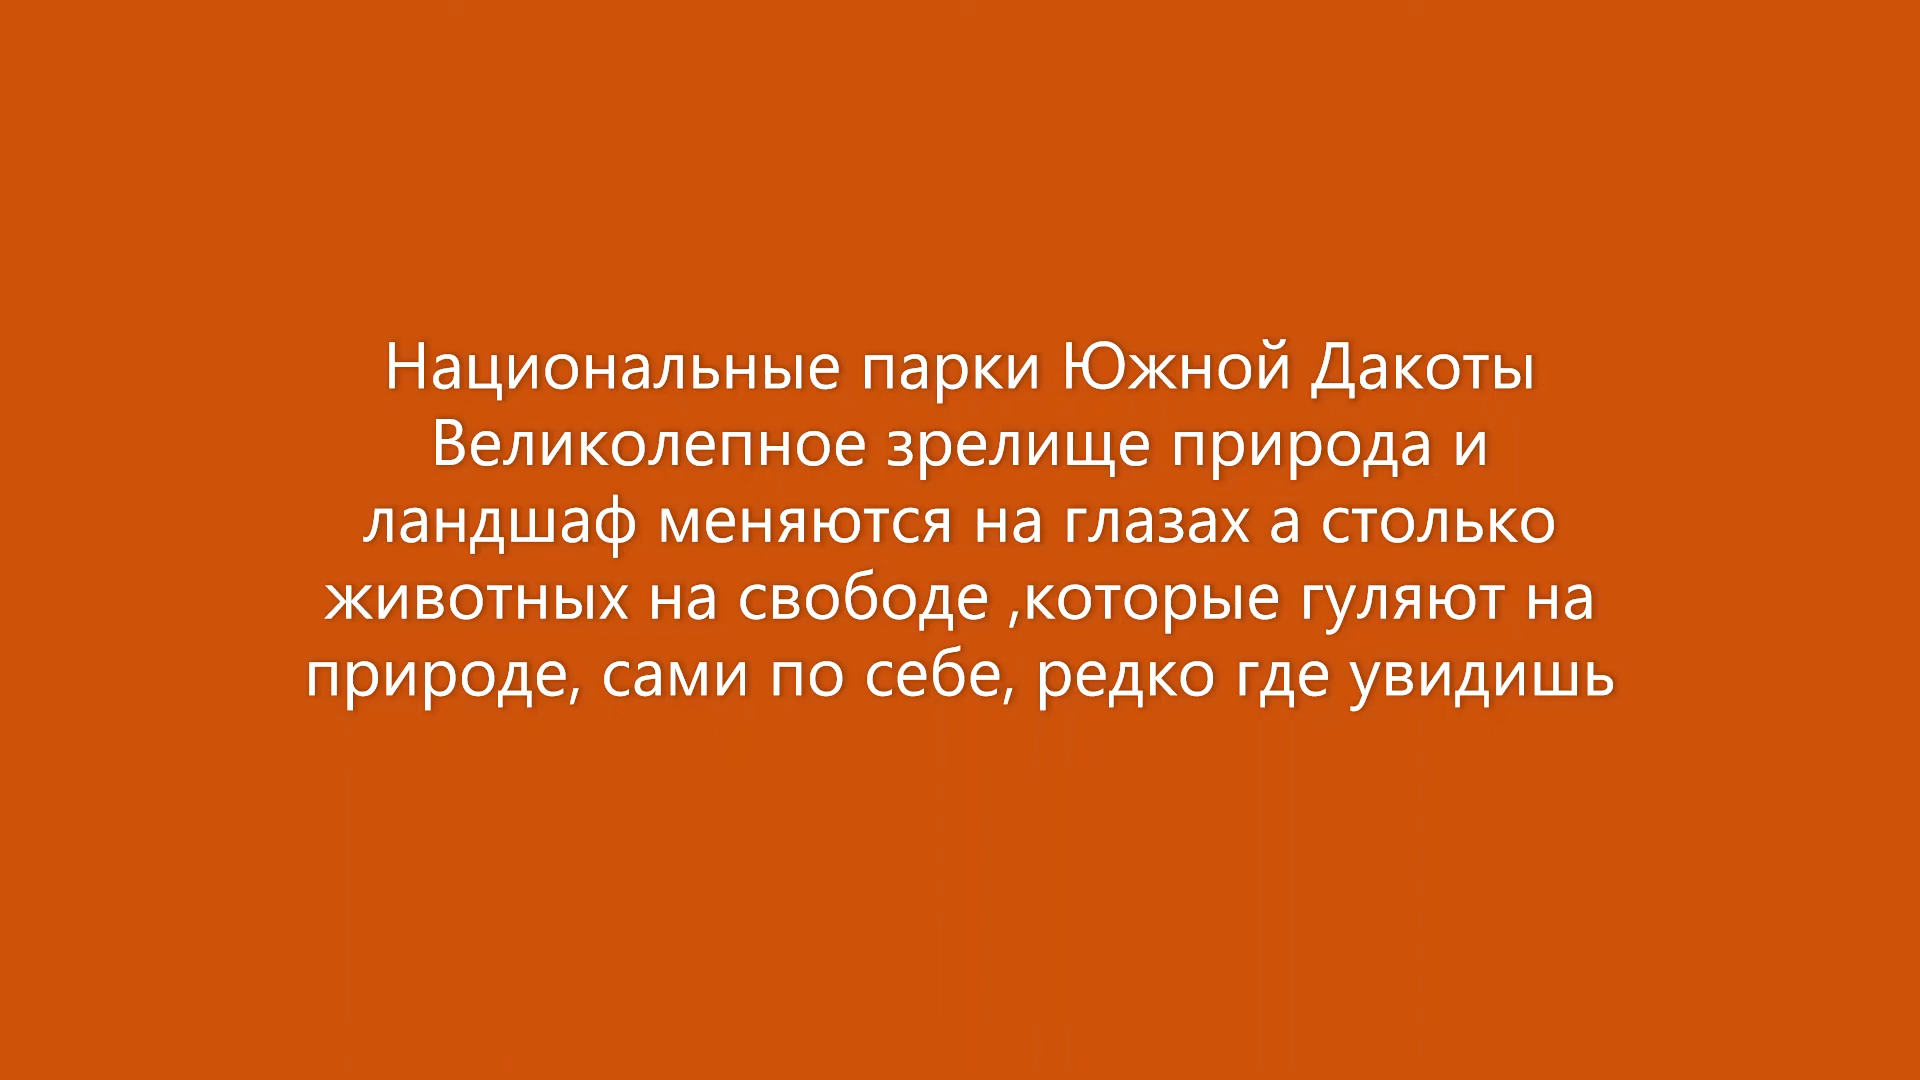 Национальные парки Южной Дакоты
Великолепное зрелище природа и
ландшаф меняются на глазах а столько
животных на свободе ,которые гуляют на
природе, сами по себе, редко где увидишь